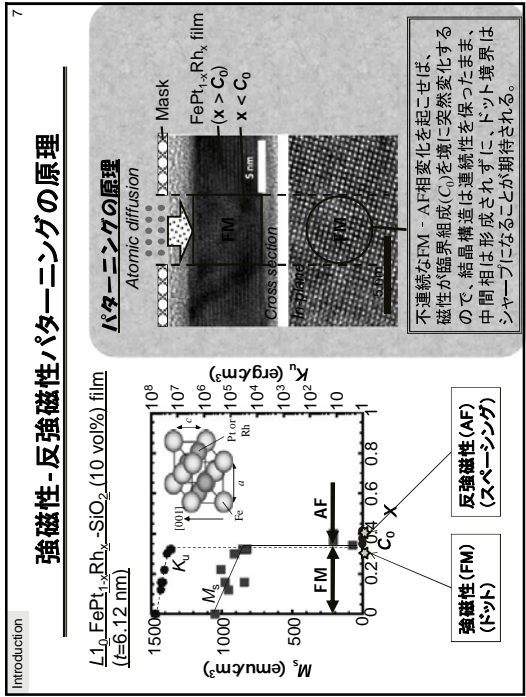 Introduction
7
強磁性-反強磁性パターニングの原理
L1₀ FePt₁₋ₓRhₓ-SiO₂ (10 vol%) film
(t=6.12 nm)
Mₛ (emu/cm³)
1500
1000
500
0
Kᵤ (erg/cm³)
10⁸
10⁷
10⁶
10⁵
10⁴
10³
10²
10
1
0
0.2
0.4
0.6
0.8
1
C₀
x
Kᵤ
Mₛ
FM
AF
[001]
c
a
Fe
Pt or
Rh
強磁性(FM)
(ドット)
反強磁性(AF)
(スペーシング)
パターニングの原理
Atomic diffusion
Mask
FePt₁₋ₓRhₓ film
(x > C₀)
x < C₀
FM
5 nm
Cross section
In-plane
FM
5 nm
不連続なFM‐AF相変化を起こせば、
磁性が臨界組成(C₀)を境に突然変化する
ので、結晶構造は連続性を保ったまま、
中間相は形成されずに、ドット境界は
シャープになることが期待される。